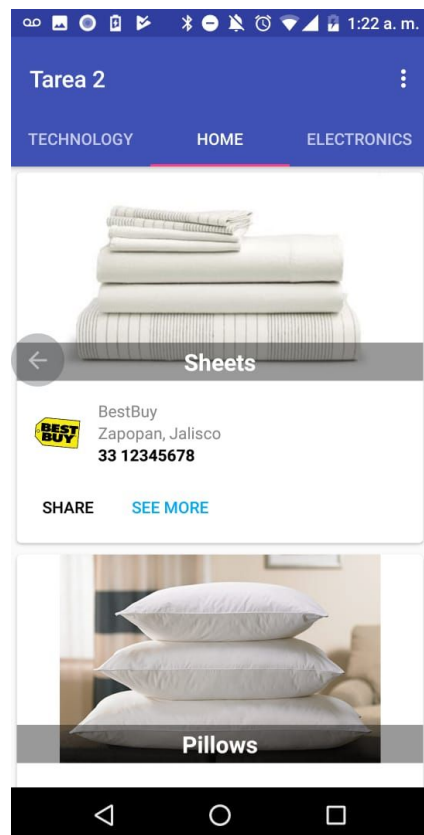 1:22 a. m.
Tarea 2
TECHNOLOGY HOME ELECTRONICS
Sheets
BEST
BUY
BestBuy
Zapopan, Jalisco
33 12345678
SHARE SEE MORE
Pillows